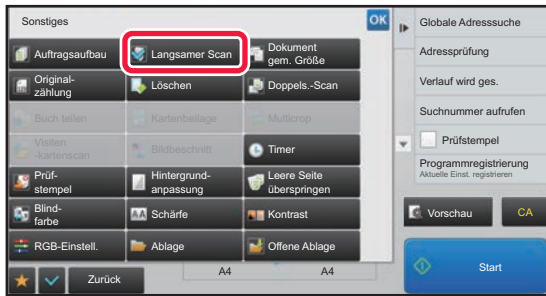 Sonstiges
OK
Auftragsaufbau
Langsamer Scan
Dokument
gem. Größe
Original-
zählung
Löschen
Doppels.-Scan
Buch teilen
Kartenbeilage
Multicrop
Visiten
-kartenscan
Bildbeschnitt
Timer
Prüf-
stempel
Hintergrund-
anpassung
Leere Seite
überspringen
Blind-
farbe
AA Schärfe
Kontrast
RGB-Einstell.
Ablage
Offene Ablage
Zurück
A4
A4
Globale Adresssuche
Adressprüfung
Verlauf wird ges.
Suchnummer aufrufen
Prüfstempel
Programmregistrierung
Aktuelle Einst. registrieren
Vorschau
CA
Start